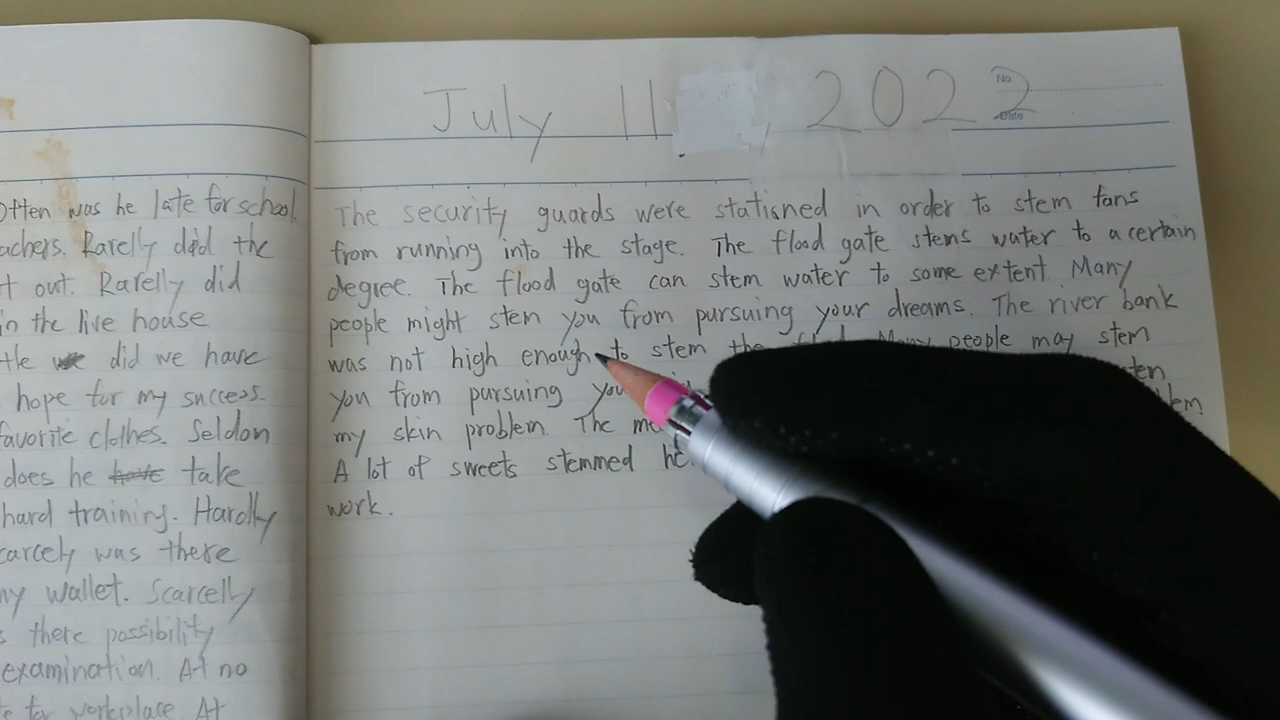 Often was he late for school.
achers. Rarelly did the
t out. Rarelly did
in the live house
ttle did we have
hope for my success.
favorite clothes. Seldom
does he have take
hard training. Hardly
carcely was there
my wallet. Scarcelly
s there possibility
examination. At no
for workplace. At
July 11, 2022
No.
Date
The security guards were stationed in order to stem fans
from running into the stage. The flood gate stems water to a certain
degree. The flood gate can stem water to some extent. Many
people might stem you from pursuing your dreams. The river bank
was not high enough to stem the people may stem
you from pursuing
my skin problem. The
A lot of sweets stemmed
work.